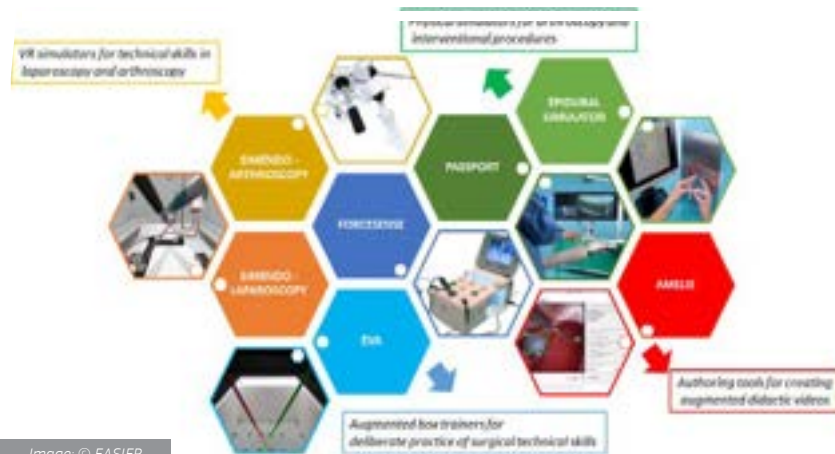 Physical simulators for arthroscopy and
interventional procedures
VR simulators for technical skills in
laparoscopy and arthroscopy
EPIDURAL
SIMULATOR
SIMENDO -
ARTHROSCOPY
PASSPORT
FORCESENSE
SIMENDO -
LAPAROSCOPY
AMELIE
EVA
Authoring tools for creating
augmented didactic videos
Augmented box trainers for
deliberate practice of surgical technical skills
Image: © EASIER